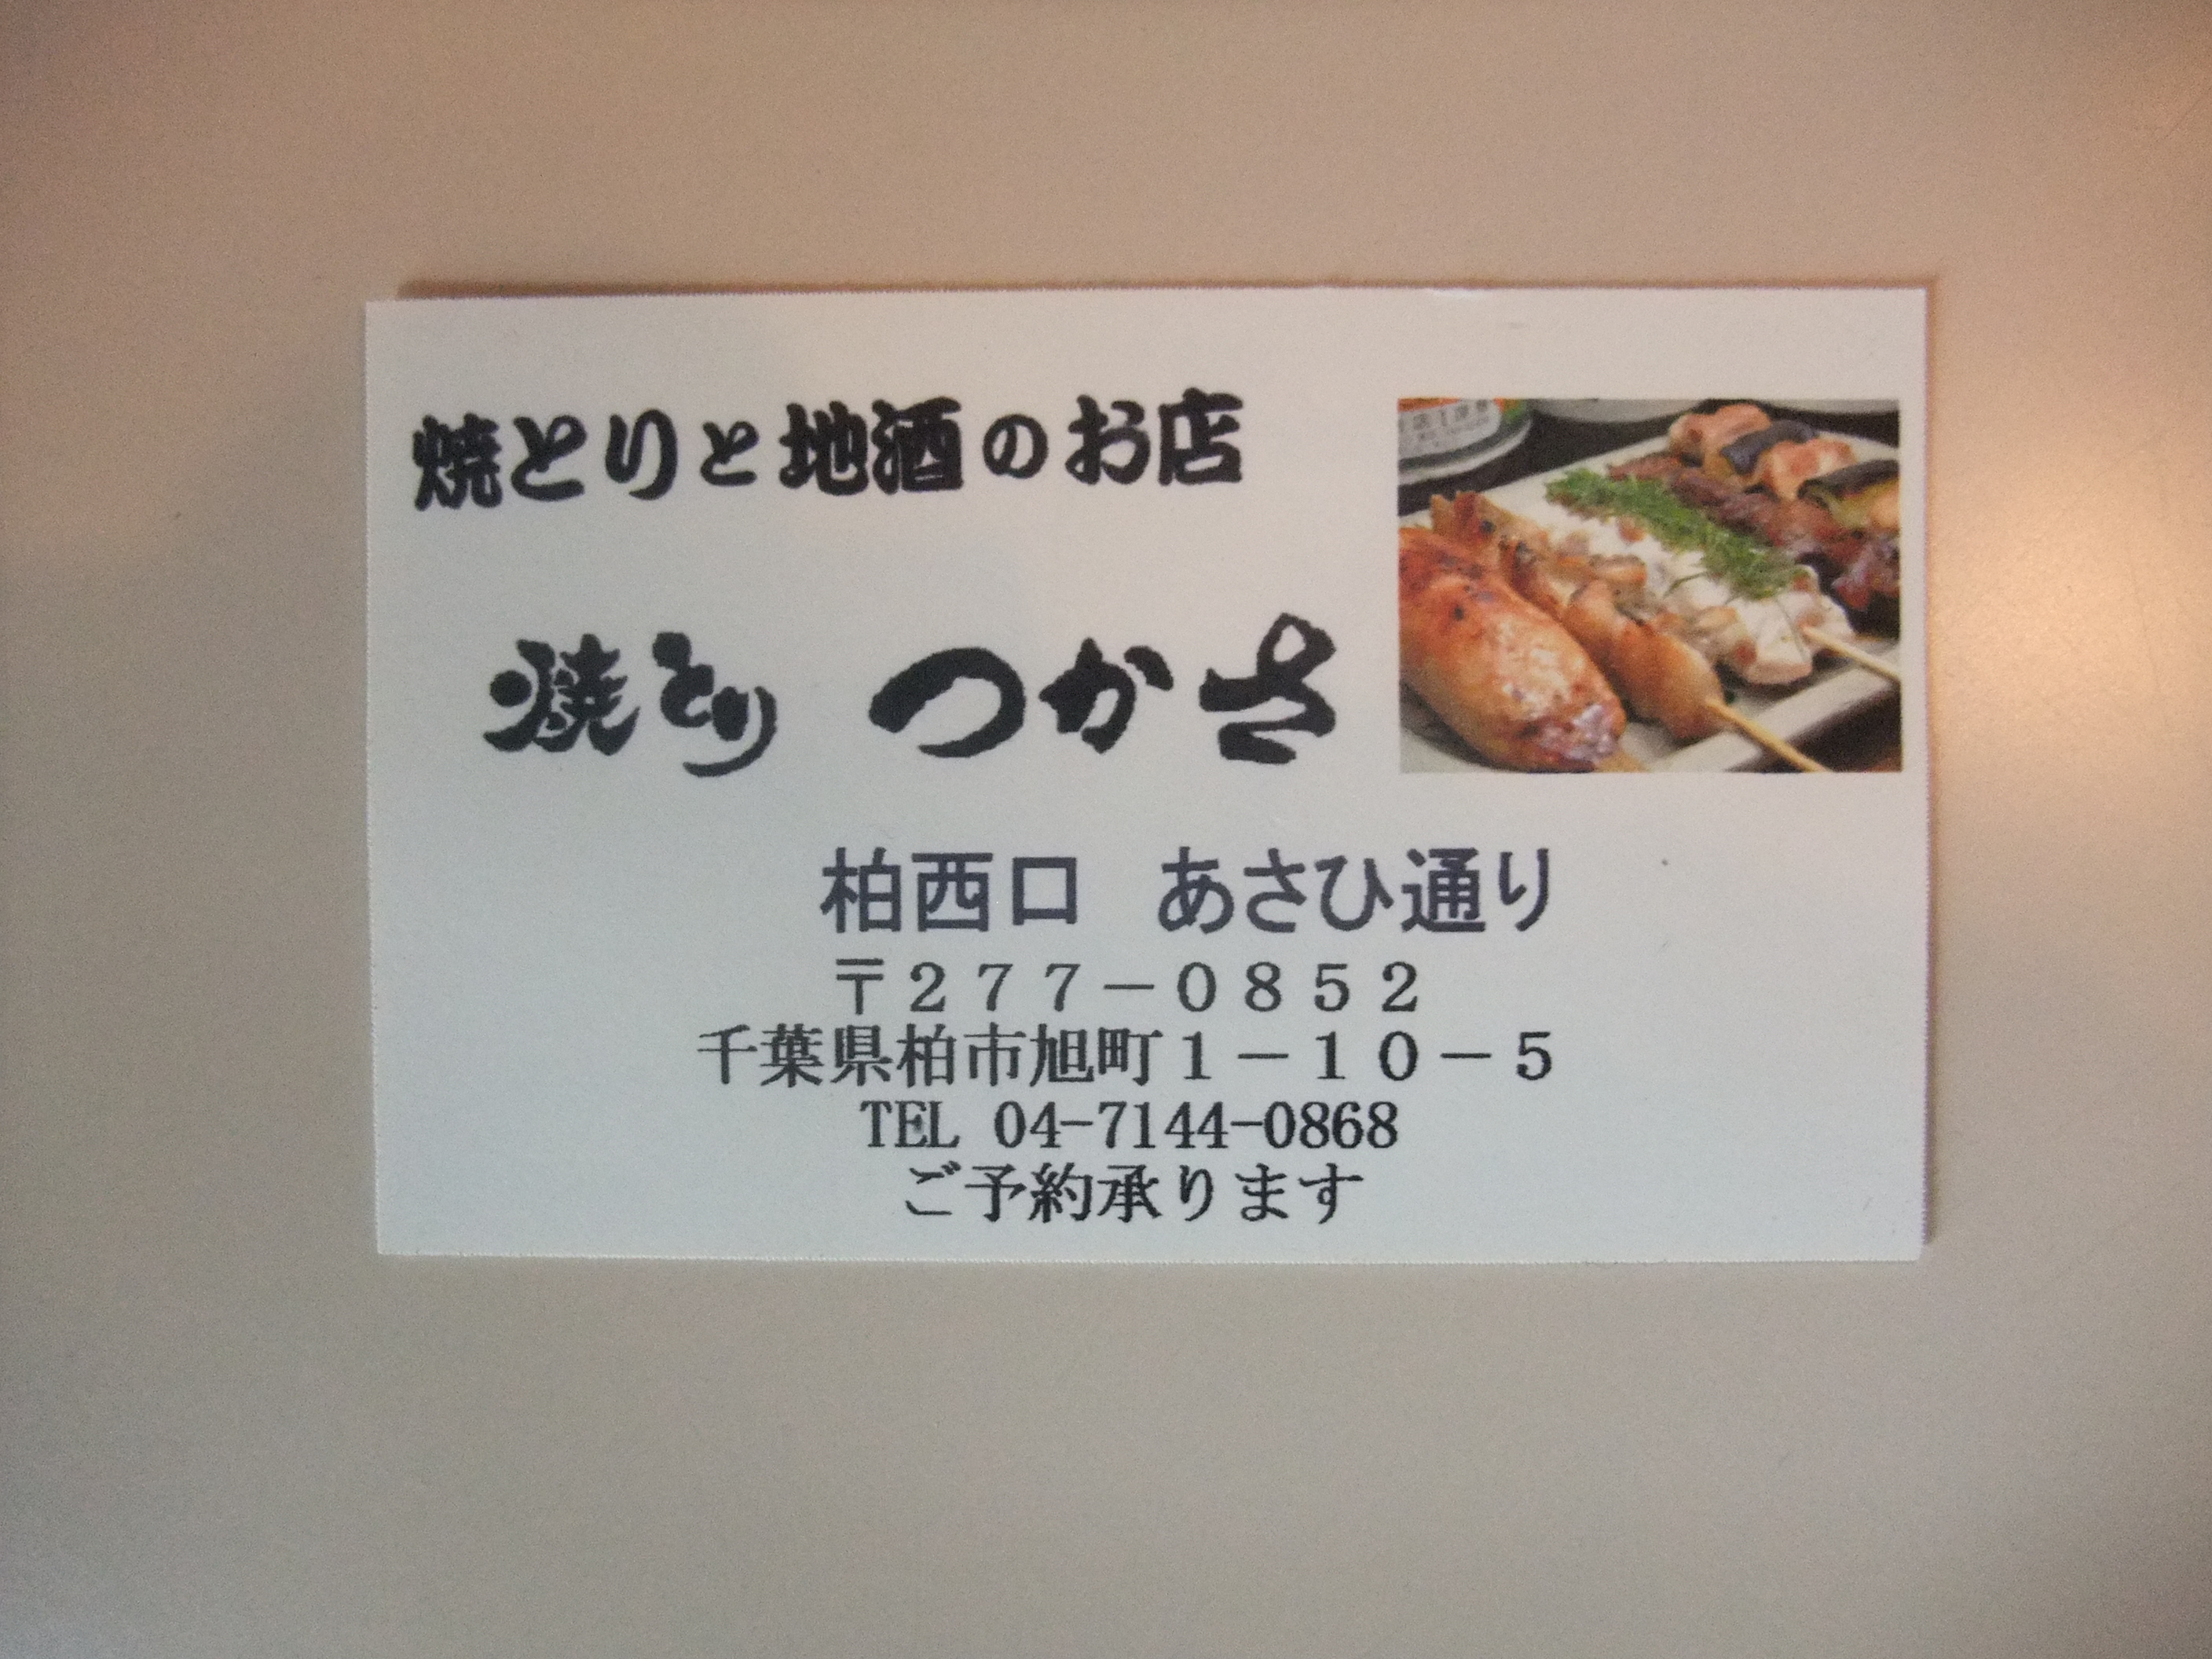 焼とりと地酒のお店
焼とり つかさ
柏西口 あさひ通り
〒２７７－０８５２
千葉県柏市旭町１－１０－５
TEL 04-7144-0868
ご予約承ります